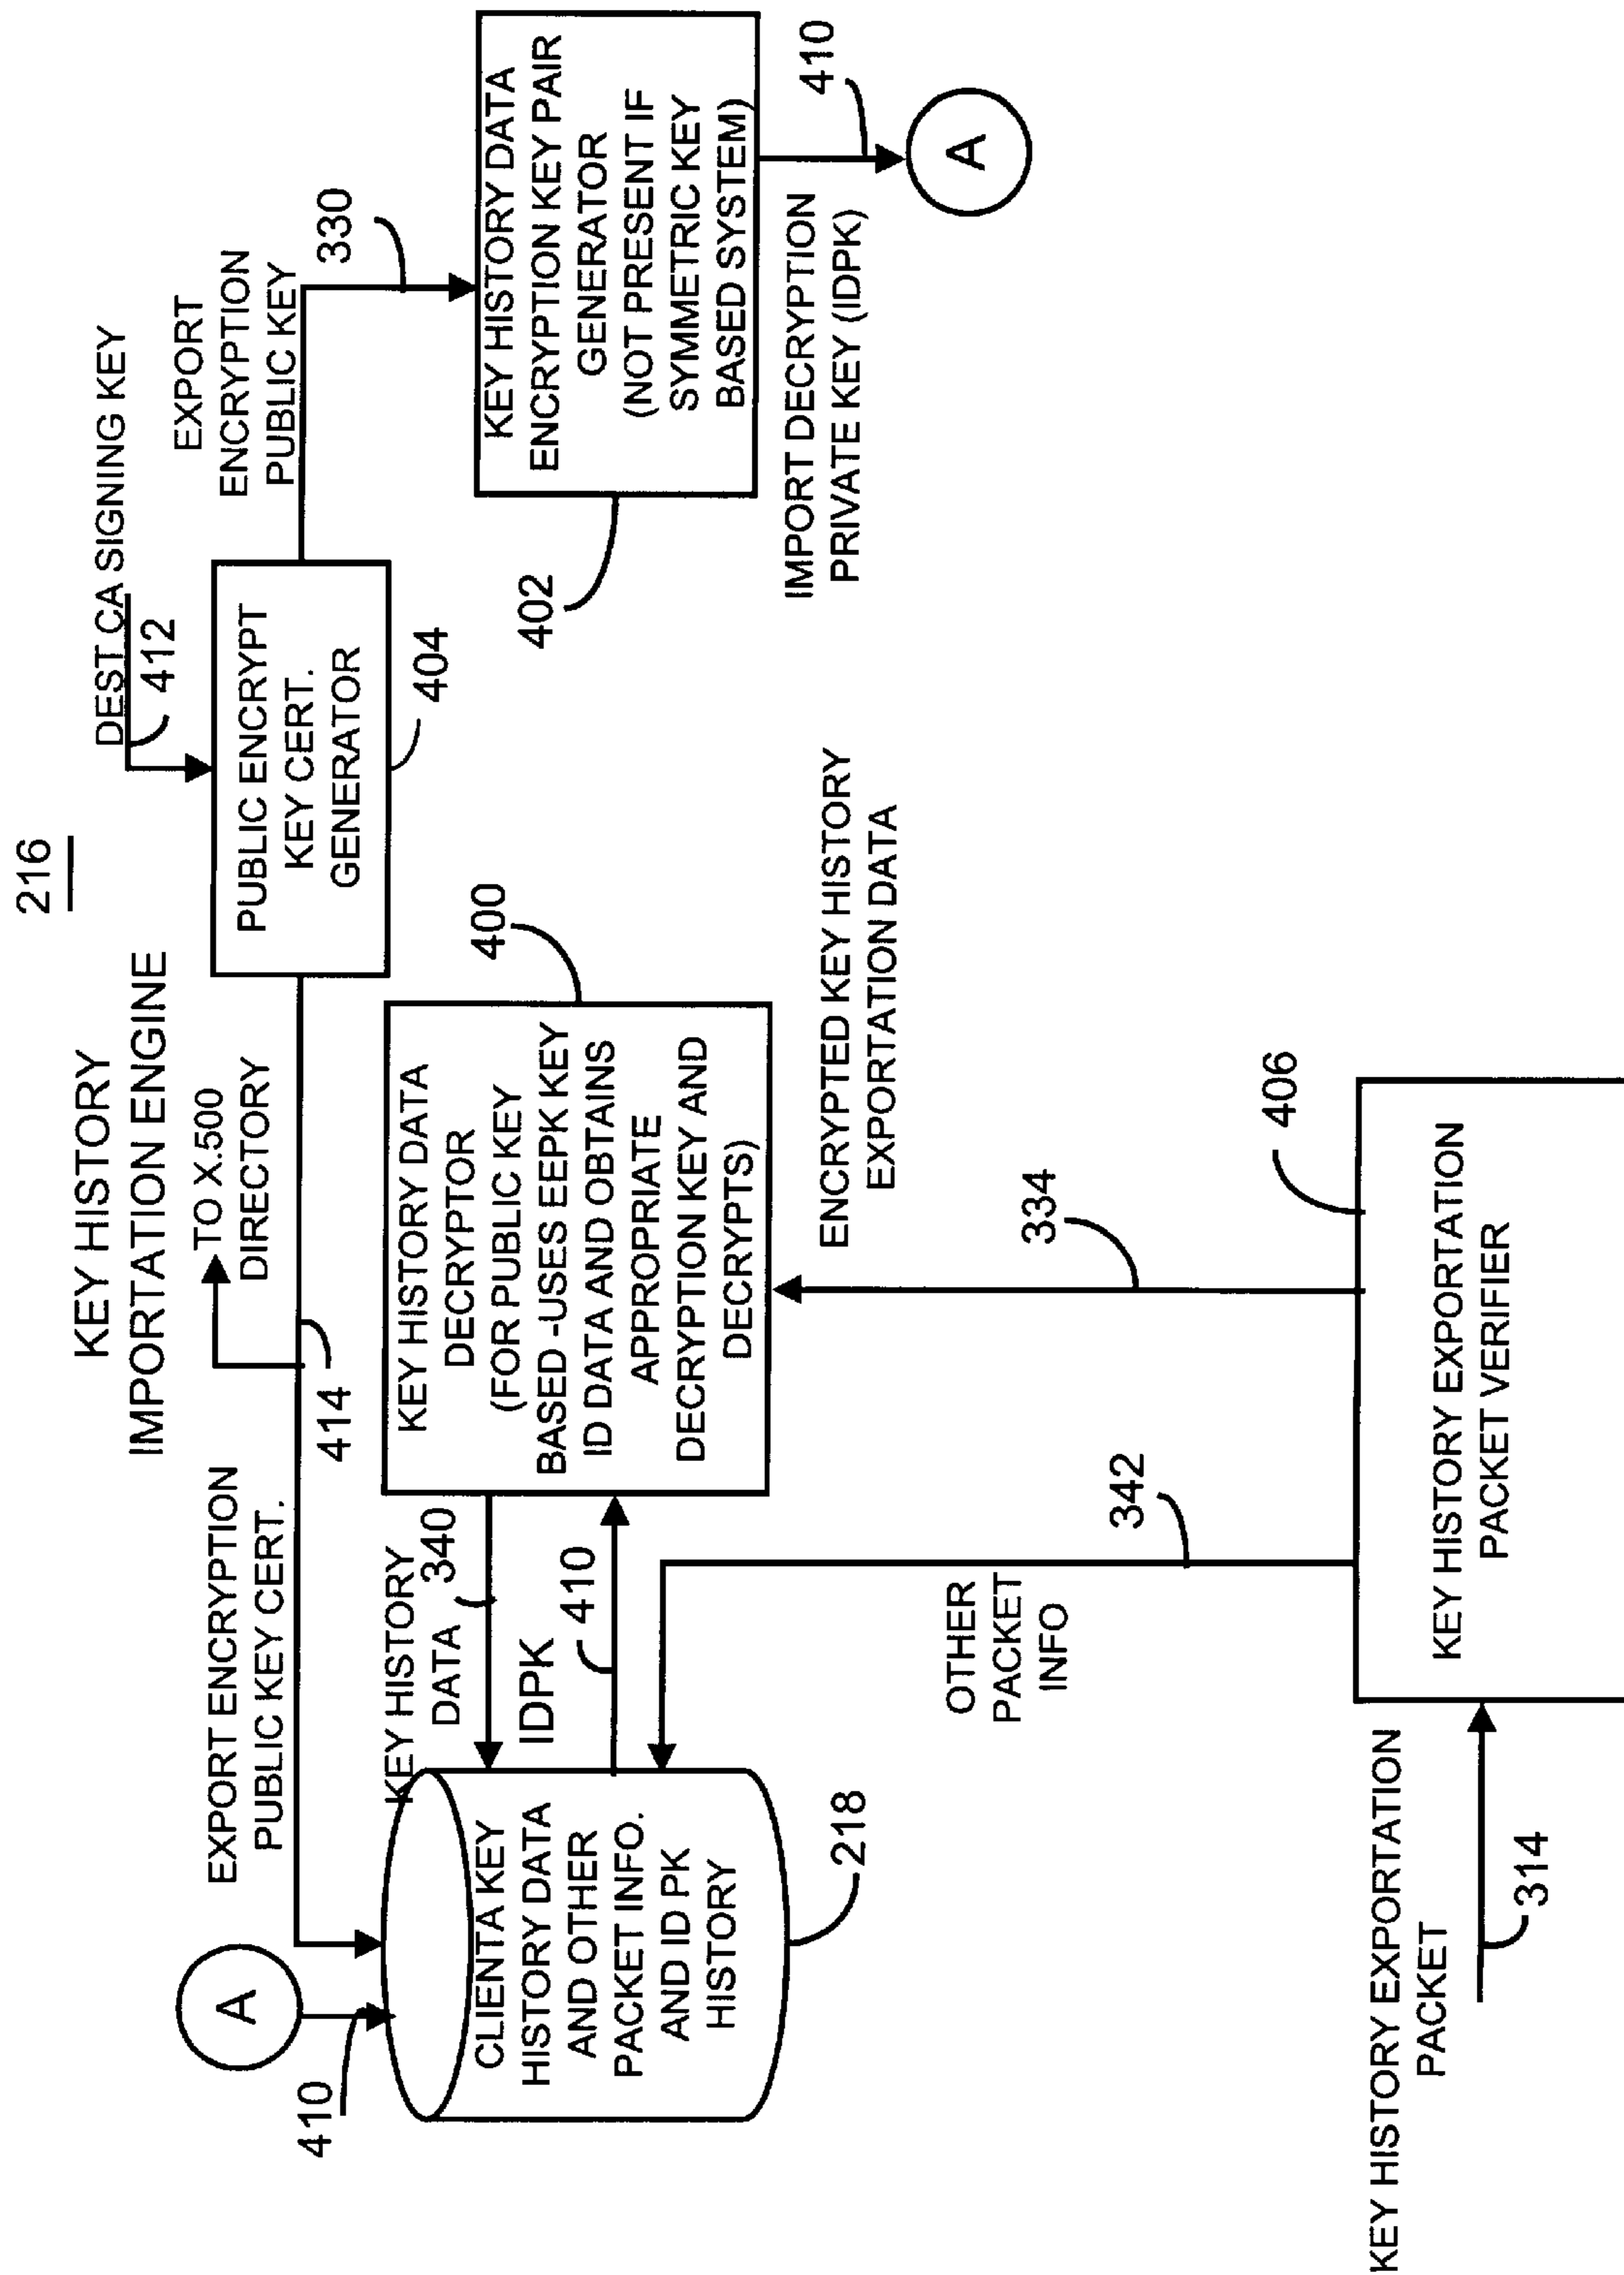 216
KEY HISTORY
IMPORTATION ENGINE
DEST. CA SIGNING KEY
412
EXPORT
ENCRYPTION
PUBLIC KEY
330
PUBLIC ENCRYPT
KEY CERT.
GENERATOR
404
TO X.500
DIRECTORY
414
EXPORT ENCRYPTION
PUBLIC KEY CERT.
A
410
KEY HISTORY
DATA
340
IDPK
410
KEY HISTORY DATA
DECRYPTOR
(FOR PUBLIC KEY
BASED -USES EEPK KEY
ID DATA AND OBTAINS
APPROPRIATE
DECRYPTION KEY AND
DECRYPTS)
400
KEY HISTORY DATA
ENCRYPTION KEY PAIR
GENERATOR
(NOT PRESENT IF
SYMMETRIC KEY
BASED SYSTEM)
402
IMPORT DECRYPTION
PRIVATE KEY (IDPK)
410
A
CLIENTA KEY
HISTORY DATA
AND OTHER
PACKET INFO.
AND ID PK
HISTORY
218
OTHER
PACKET
INFO
342
334
ENCRYPTED KEY HISTORY
EXPORTATION DATA
406
KEY HISTORY EXPORTATION
PACKET VERIFIER
KEY HISTORY EXPORTATION
PACKET
314